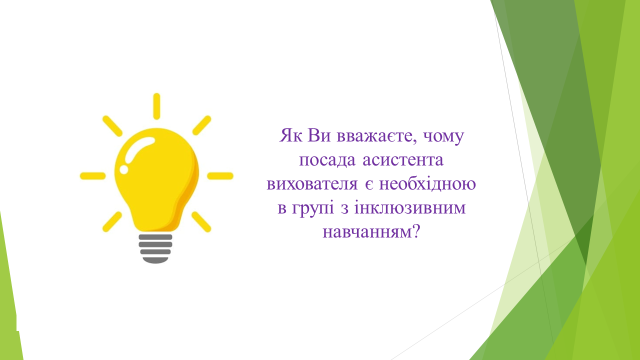 Як Ви вважаєте, чому
посада асистента
вихователя є необхідною
в групі з інклюзивним
навчанням?